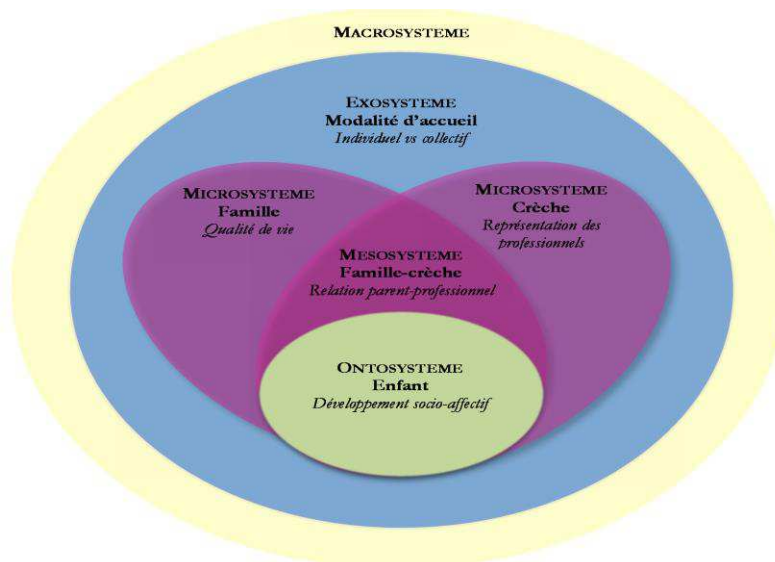 MACROSYSTEME
EXOSYSTEME
Modalité d'accueil
Individuel vs collectif
MICROSYSTEME
Famille
Qualité de vie
MICROSYSTEME
Crèche
Représentation des
professionnels
MESOSYSTEME
Famille-crèche
Relation parent-professionnel
ONTOSYSTEME
Enfant
Développement socio-affectif